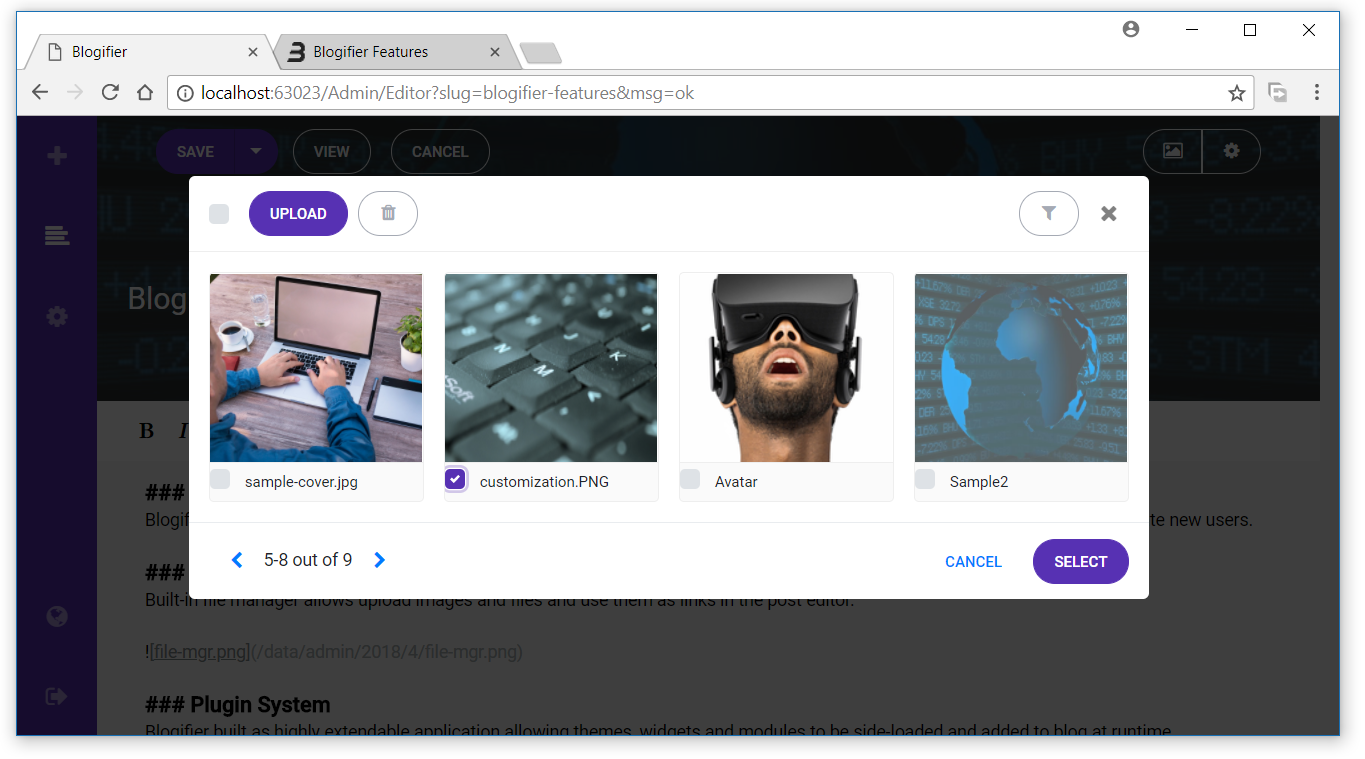 Blogifier
Blogifier Features
localhost:63023/Admin/Editor?slug=blogifier-features&msg=ok
SAVE
VIEW
CANCEL
UPLOAD
Blog
B I
sample-cover.jpg
customization.PNG
Avatar
Sample2
###
Blogif
te new users.
5-8 out of 9
CANCEL
SELECT
###
Built-in file manager allows upload images and files and use them as links in the post editor.
![file-mgr.png](/data/admin/2018/4/file-mgr.png)
### Plugin System
Blogifier built as highly extendable application allowing themes, widgets and modules to be side-loaded and added to blog at runtime.